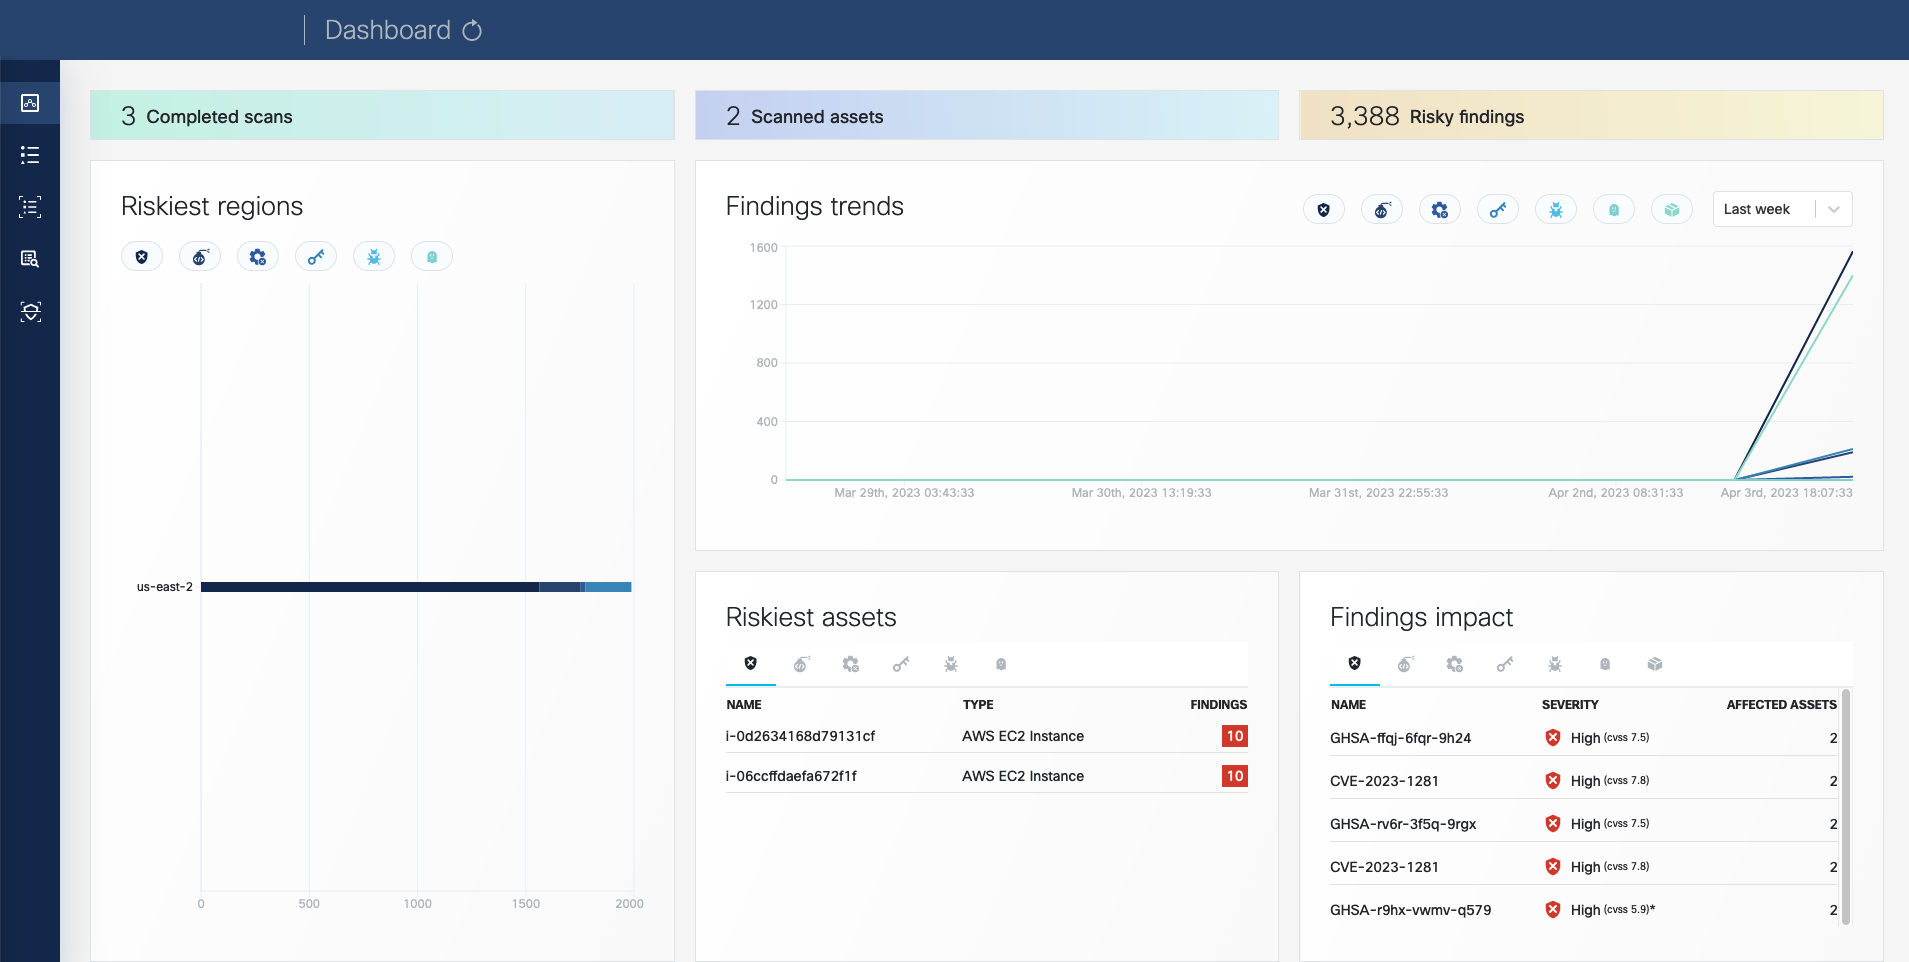 Dashboard
3 Completed scans
2 Scanned assets
3,388 Risky findings
Riskiest regions
us-east-2
0 500 1000 1500 2000
Findings trends
Last week
1600
1200
800
400
0
Mar 29th, 2023 03:43:33 Mar 30th, 2023 13:19:33 Mar 31st, 2023 22:55:33 Apr 2nd, 2023 08:31:33 Apr 3rd, 2023 18:07:33
Riskiest assets
NAME TYPE FINDINGS
i-0d2634168d79131cf AWS EC2 Instance 10
i-06ccffdaefa672f1f AWS EC2 Instance 10
Findings impact
NAME SEVERITY AFFECTED ASSETS
GHSA-ffqj-6fqr-9h24 High (cvss 7.5) 2
CVE-2023-1281 High (cvss 7.8) 2
GHSA-rv6r-3f5q-9rgx High (cvss 7.5) 2
CVE-2023-1281 High (cvss 7.8) 2
GHSA-r9hx-vwmv-q579 High (cvss 5.9)* 2